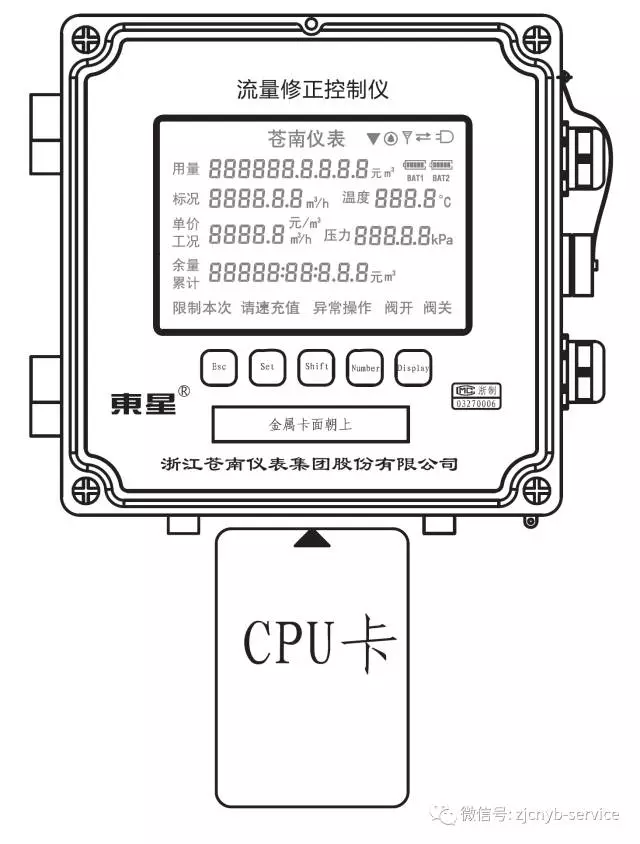 流量修正控制仪
苍南仪表
用量 888888.8.8.8.8 元 m³ BAT1 BAT2
标况 8888.8.8 m³/h 温度 888.8 °C
单价 工况 8888.8 元/m³ m³/h 压力 888.8.8 kPa
余量 累计 88888:88:8.8.8 元 m³
限制本次 请速充值 异常操作 阀开 阀关
Esc Set Shift Number Display
東星®
MC 浙制
03270006
金属卡面朝上
浙江苍南仪表集团股份有限公司
CPU卡
微信号: zjcnyb-service